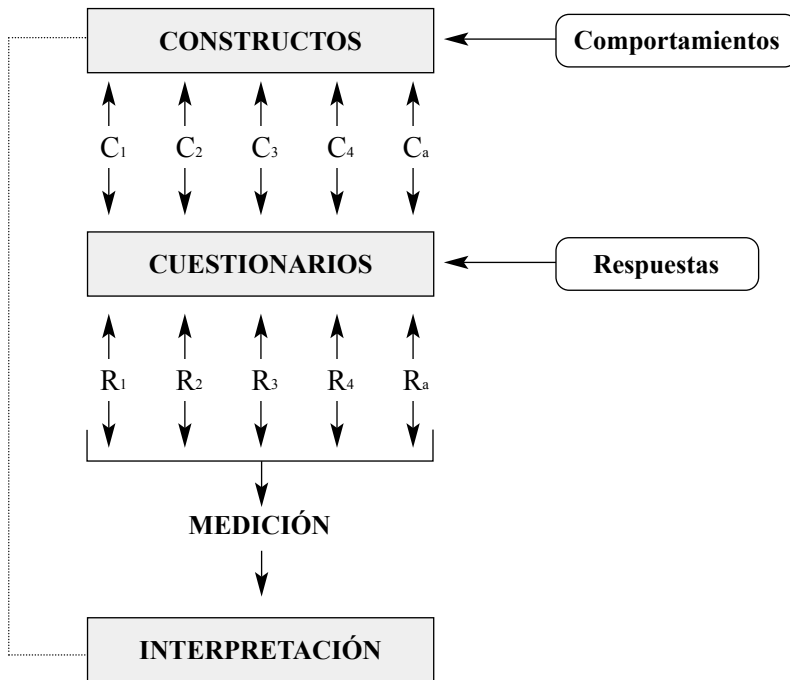 CONSTRUCTOS
Comportamientos
C1 C2 C3 C4 Ca
CUESTIONARIOS
Respuestas
R1 R2 R3 R4 Ra
MEDICIÓN
INTERPRETACIÓN